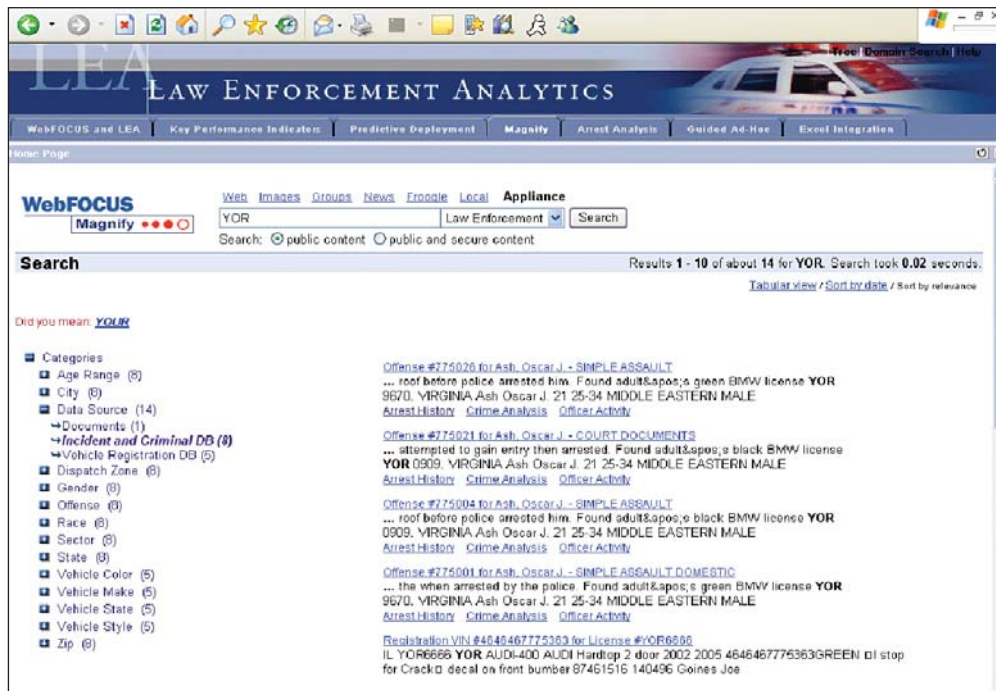 Tree | Domain Search | Help
LEA
LAW ENFORCEMENT ANALYTICS
WebFOCUS and LEA Key Performance Indicators Predictive Deployment Magnify Arrest Analysis Guided Ad-Hoc Excel Integration
Home Page
WebFOCUS
Magnify
Web Images Groups News Froogle Local Appliance
YOR Law Enforcement Search
Search: public content public and secure content
Search Results 1 - 10 of about 14 for YOR. Search took 0.02 seconds.
Tabular view / Sort by date / Sort by relevance
Did you mean: YOUR
Categories
Age Range (8)
City (8)
Data Source (14)
Documents (1)
Incident and Criminal DB (8)
Vehicle Registration DB (5)
Dispatch Zone (8)
Gender (8)
Offense (8)
Race (8)
Sector (8)
State (8)
Vehicle Color (5)
Vehicle Make (5)
Vehicle State (5)
Vehicle Style (5)
Zip (8)
Offense #775026 for Ash, Oscar J. - SIMPLE ASSAULT
... roof before police arrested him. Found adult&apos;s green BMW license YOR
9670. VIRGINIA Ash Oscar J. 21 25-34 MIDDLE EASTERN MALE
Arrest History Crime Analysis Officer Activity
Offense #775021 for Ash, Oscar J. - COURT DOCUMENTS
... attempted to gain entry then arrested. Found adult&apos;s black BMW license
YOR 0909. VIRGINIA Ash Oscar J. 21 25-34 MIDDLE EASTERN MALE
Arrest History Crime Analysis Officer Activity
Offense #775004 for Ash, Oscar J. - SIMPLE ASSAULT
... roof before police arrested him. Found adult&apos;s black BMW license YOR
0909. VIRGINIA Ash Oscar J. 21 25-34 MIDDLE EASTERN MALE
Arrest History Crime Analysis Officer Activity
Offense #775001 for Ash, Oscar J. - SIMPLE ASSAULT DOMESTIC
... the when arrested by the police. Found adult&apos;s green BMW license YOR
9670. VIRGINIA Ash Oscar J. 21 25-34 MIDDLE EASTERN MALE
Arrest History Crime Analysis Officer Activity
Registration VIN #4646467775363 for License #YOR6666
IL YOR6666 YOR AUDI-400 AUDI Hardtop 2 door 2002 2005 4646467775363GREEN □I stop
for Crack□ decal on front bumber 87461516 140496 Goines Joe